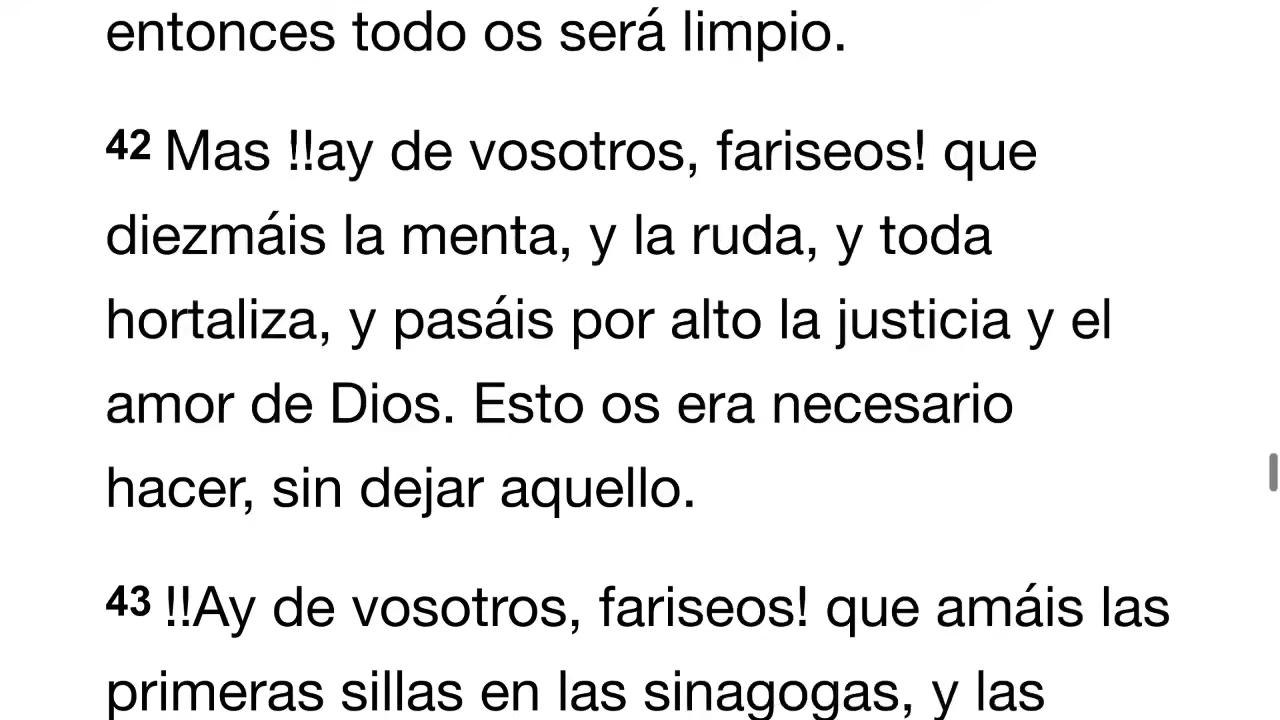 entonces todo os será limpio.
42 Mas !!ay de vosotros, fariseos! que
diezmáis la menta, y la ruda, y toda
hortaliza, y pasáis por alto la justicia y el
amor de Dios. Esto os era necesario
hacer, sin dejar aquello.
43 !!Ay de vosotros, fariseos! que amáis las
primeras sillas en las sinagogas, y las